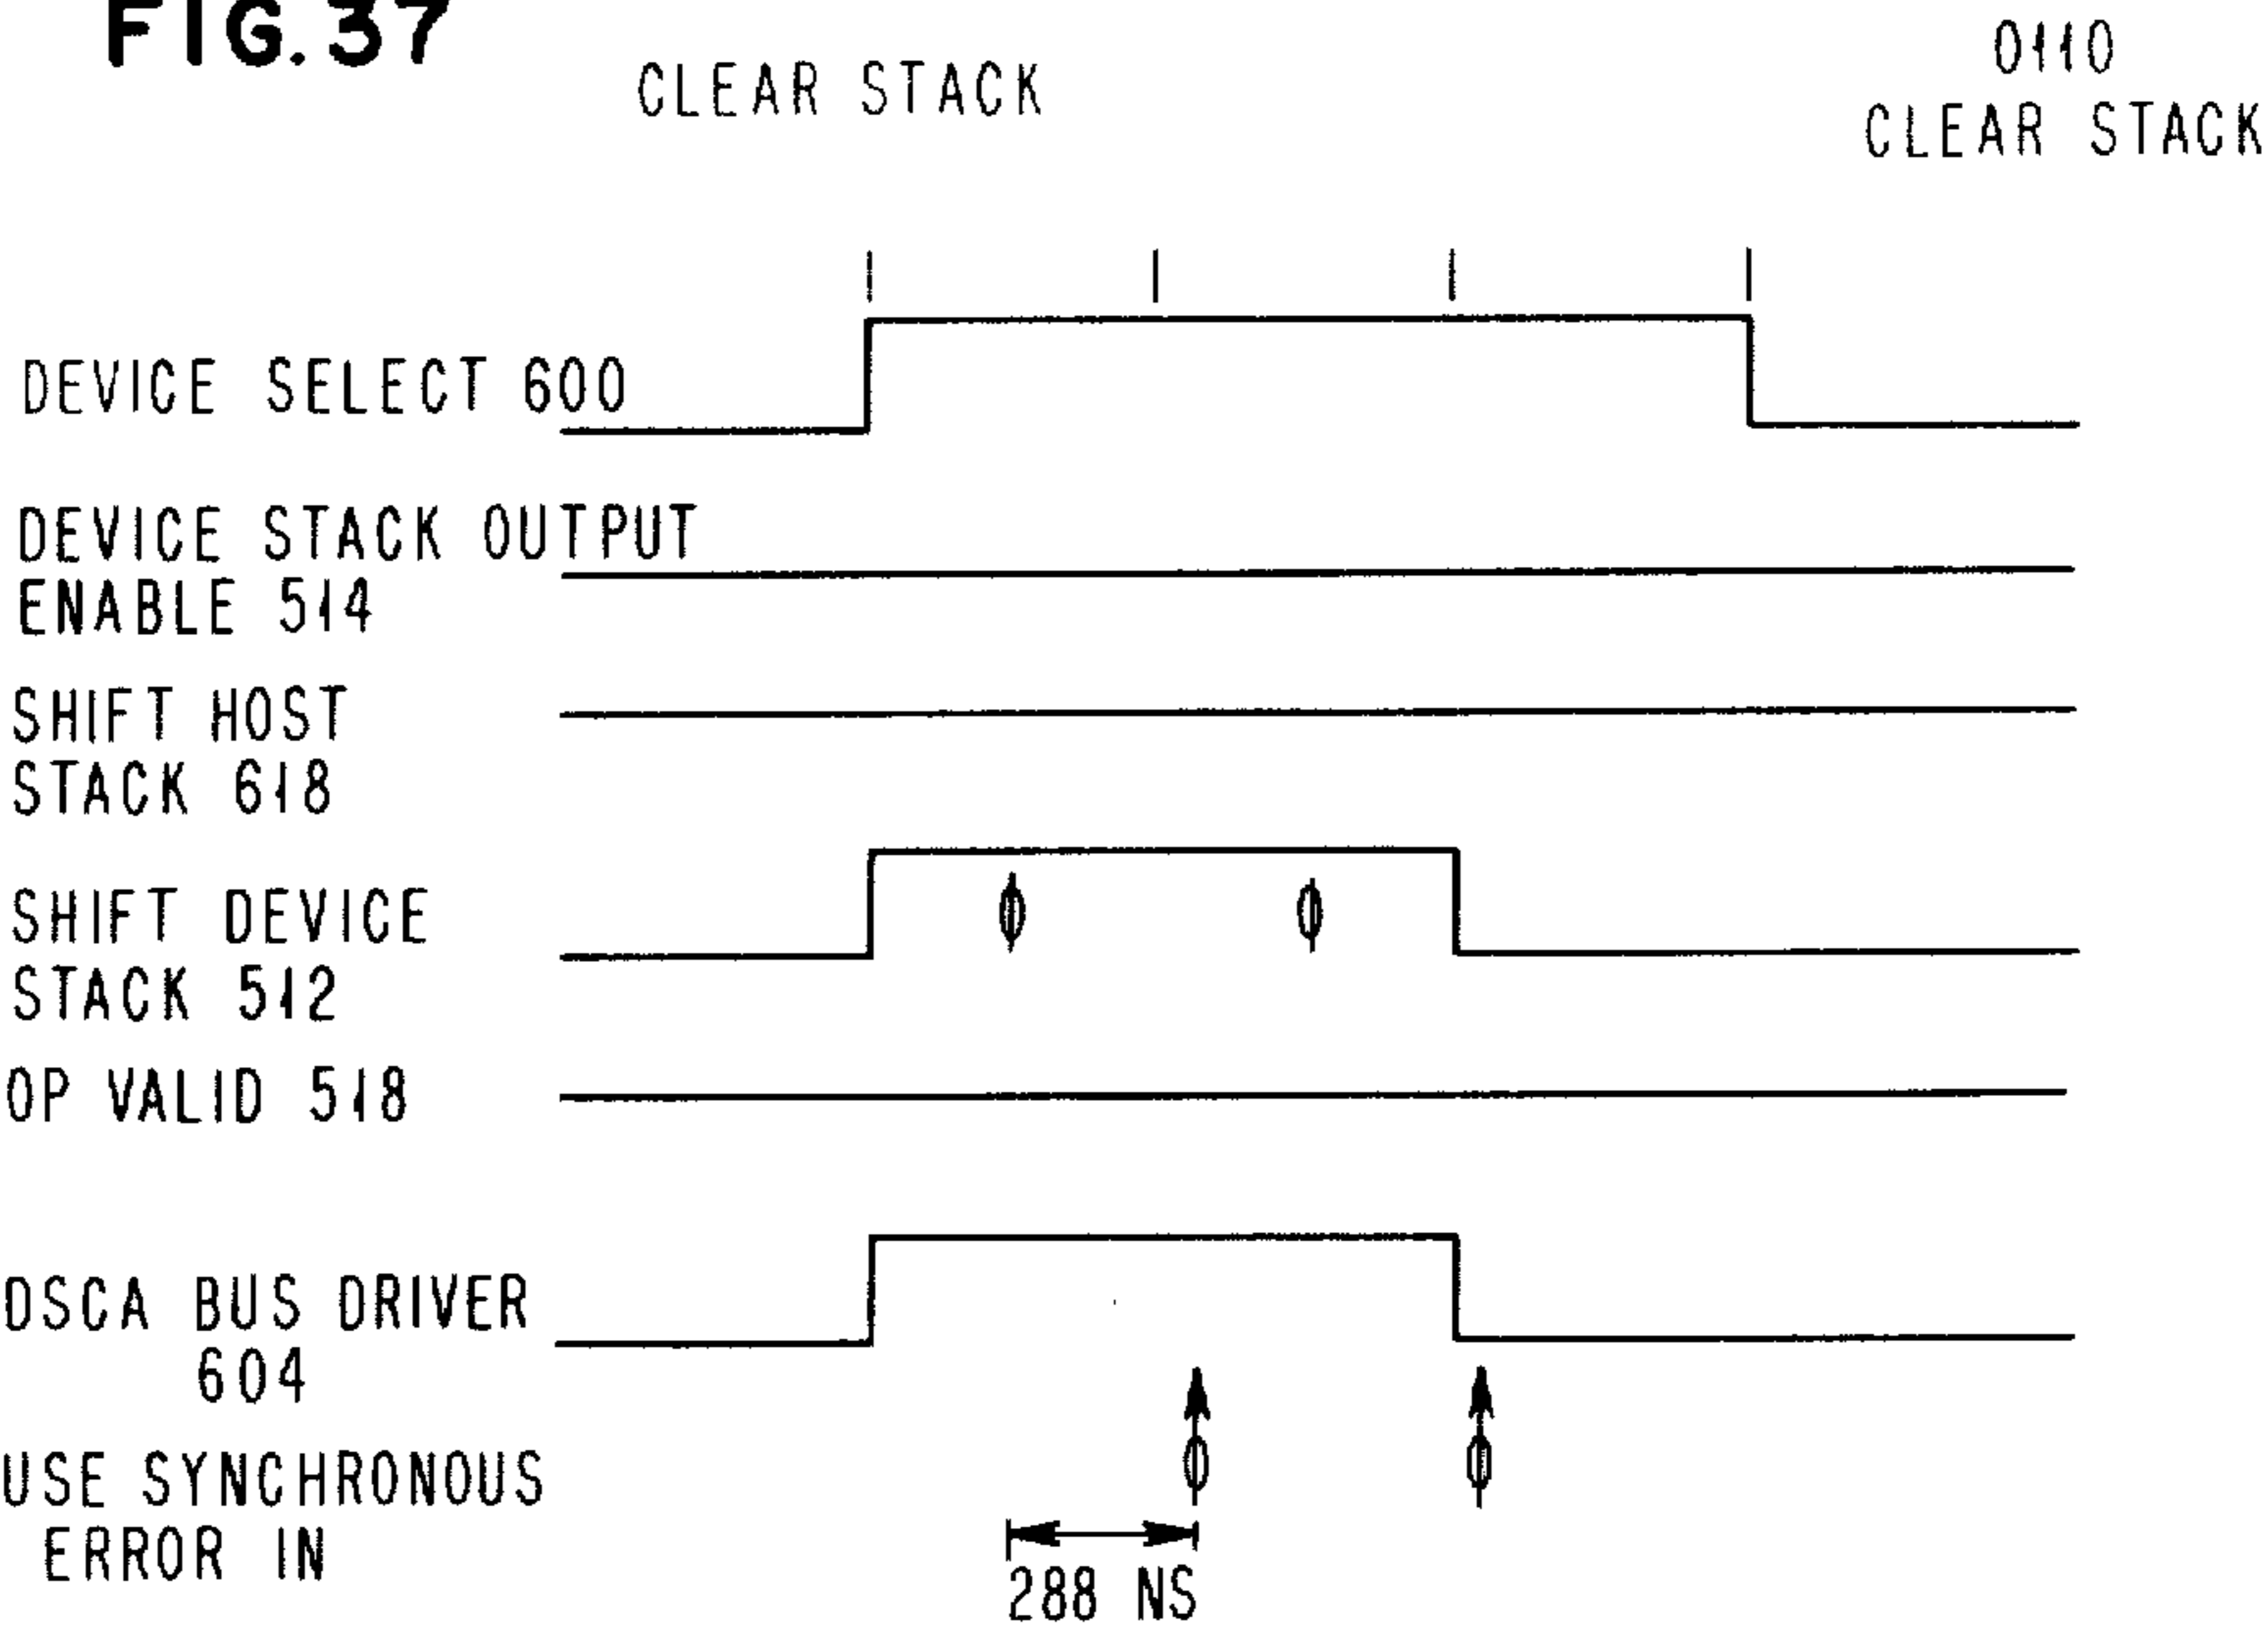 FIG.37
CLEAR STACK
0110
CLEAR STACK
DEVICE SELECT 600
DEVICE STACK OUTPUT
ENABLE 514
SHIFT HOST
STACK 618
SHIFT DEVICE
STACK 512
OP VALID 518
DSCA BUS DRIVER
604
USE SYNCHRONOUS
ERROR IN
288 NS